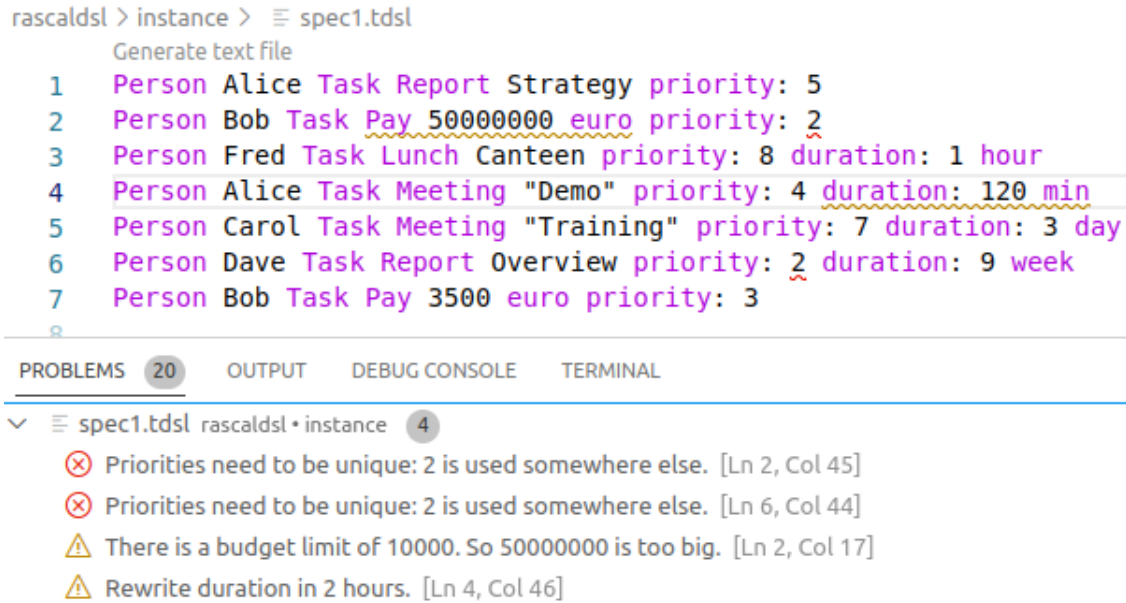 rascaldsl > instance > spec1.tdsl
Generate text file
1 Person Alice Task Report Strategy priority: 5
2 Person Bob Task Pay 50000000 euro priority: 2
3 Person Fred Task Lunch Canteen priority: 8 duration: 1 hour
4 Person Alice Task Meeting "Demo" priority: 4 duration: 120 min
5 Person Carol Task Meeting "Training" priority: 7 duration: 3 day
6 Person Dave Task Report Overview priority: 2 duration: 9 week
7 Person Bob Task Pay 3500 euro priority: 3
8
PROBLEMS 20 OUTPUT DEBUG CONSOLE TERMINAL
spec1.tdsl rascaldsl • instance 4
Priorities need to be unique: 2 is used somewhere else. [Ln 2, Col 45]
Priorities need to be unique: 2 is used somewhere else. [Ln 6, Col 44]
There is a budget limit of 10000. So 50000000 is too big. [Ln 2, Col 17]
Rewrite duration in 2 hours. [Ln 4, Col 46]